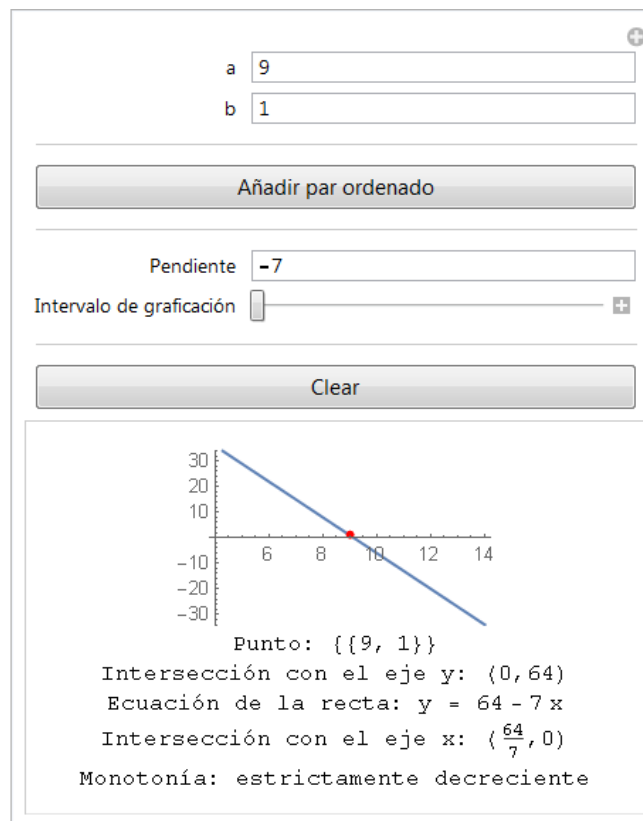 a 9
b 1
Añadir par ordenado
Pendiente -7
Intervalo de graficación
Clear
30
20
10
6 8 10 12 14
-10
-20
-30
Punto: {{9, 1}}
Intersección con el eje y: (0,64)
Ecuación de la recta: y = 64 - 7 x
Intersección con el eje x: (64/7,0)
Monotonía: estrictamente decreciente